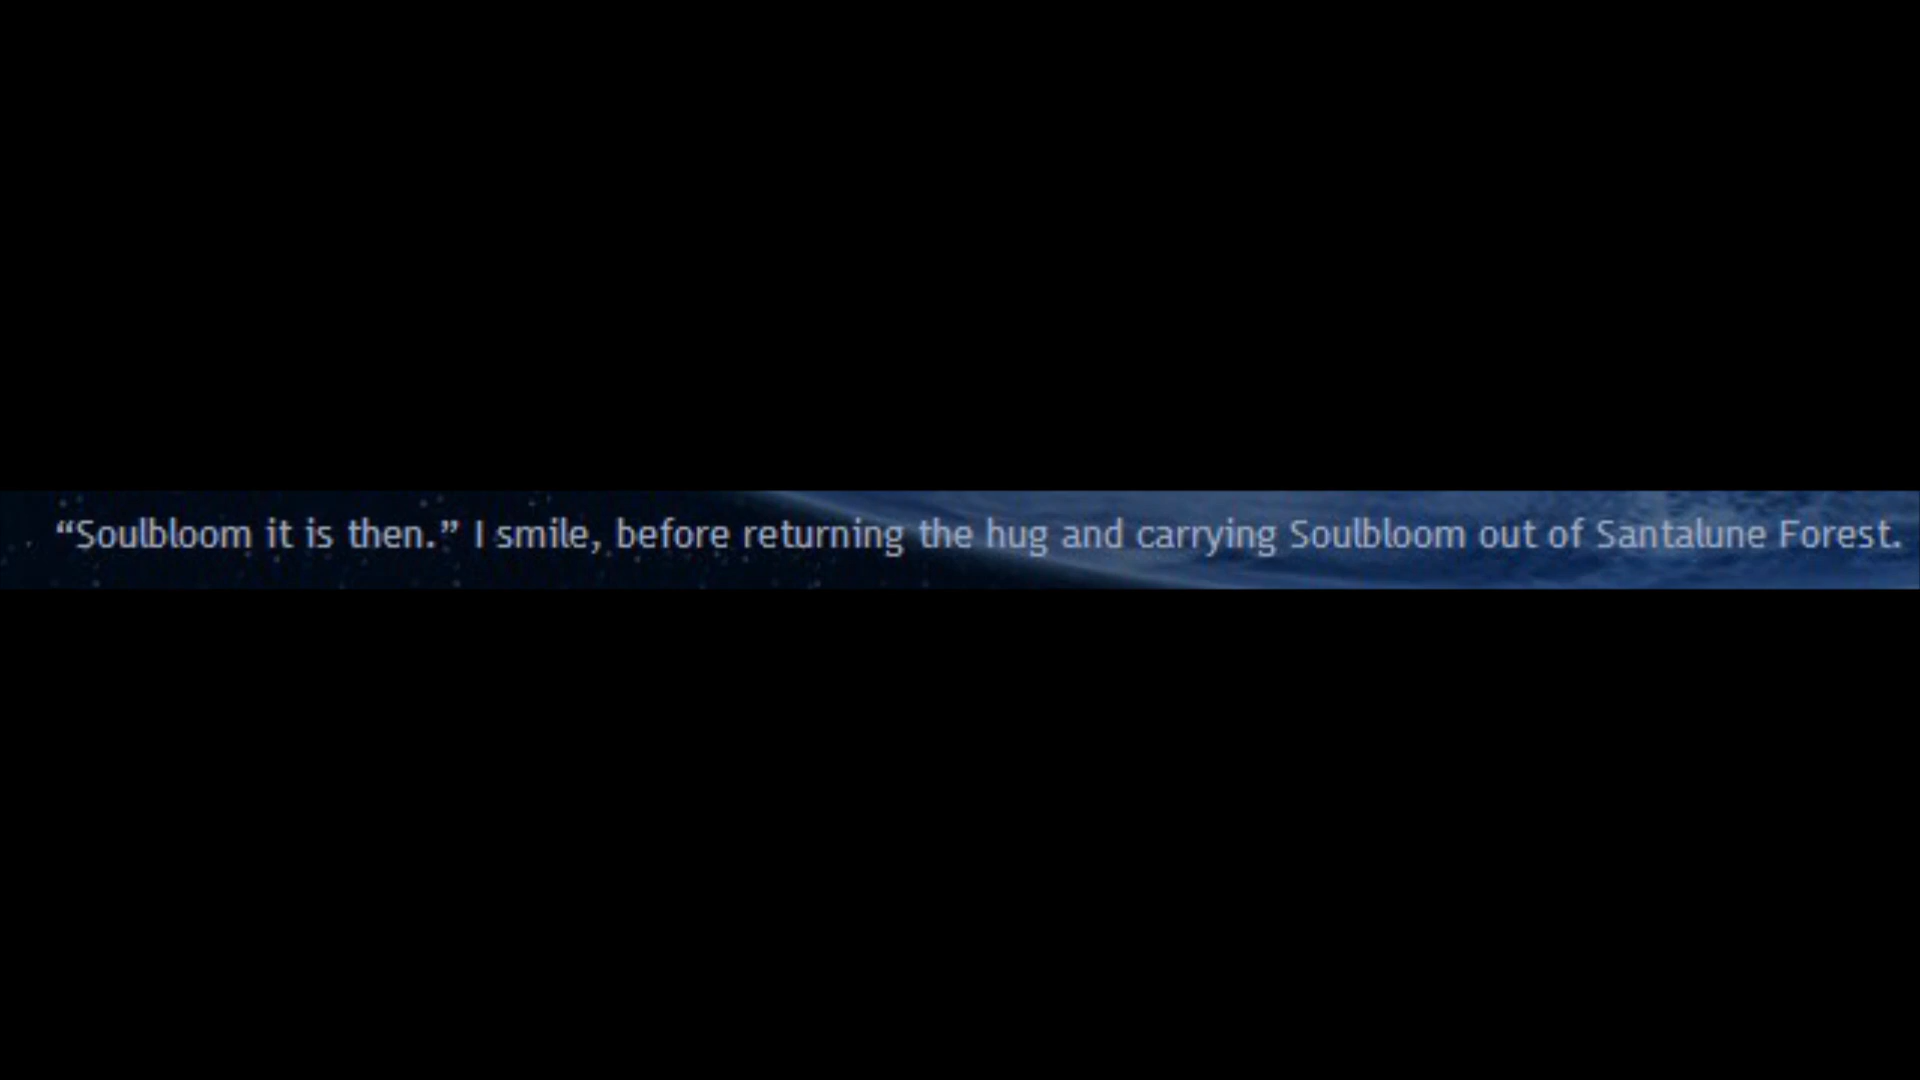 “Soulbloom it is then.” I smile, before returning the hug and carrying Soulbloom out of Santalune Forest.